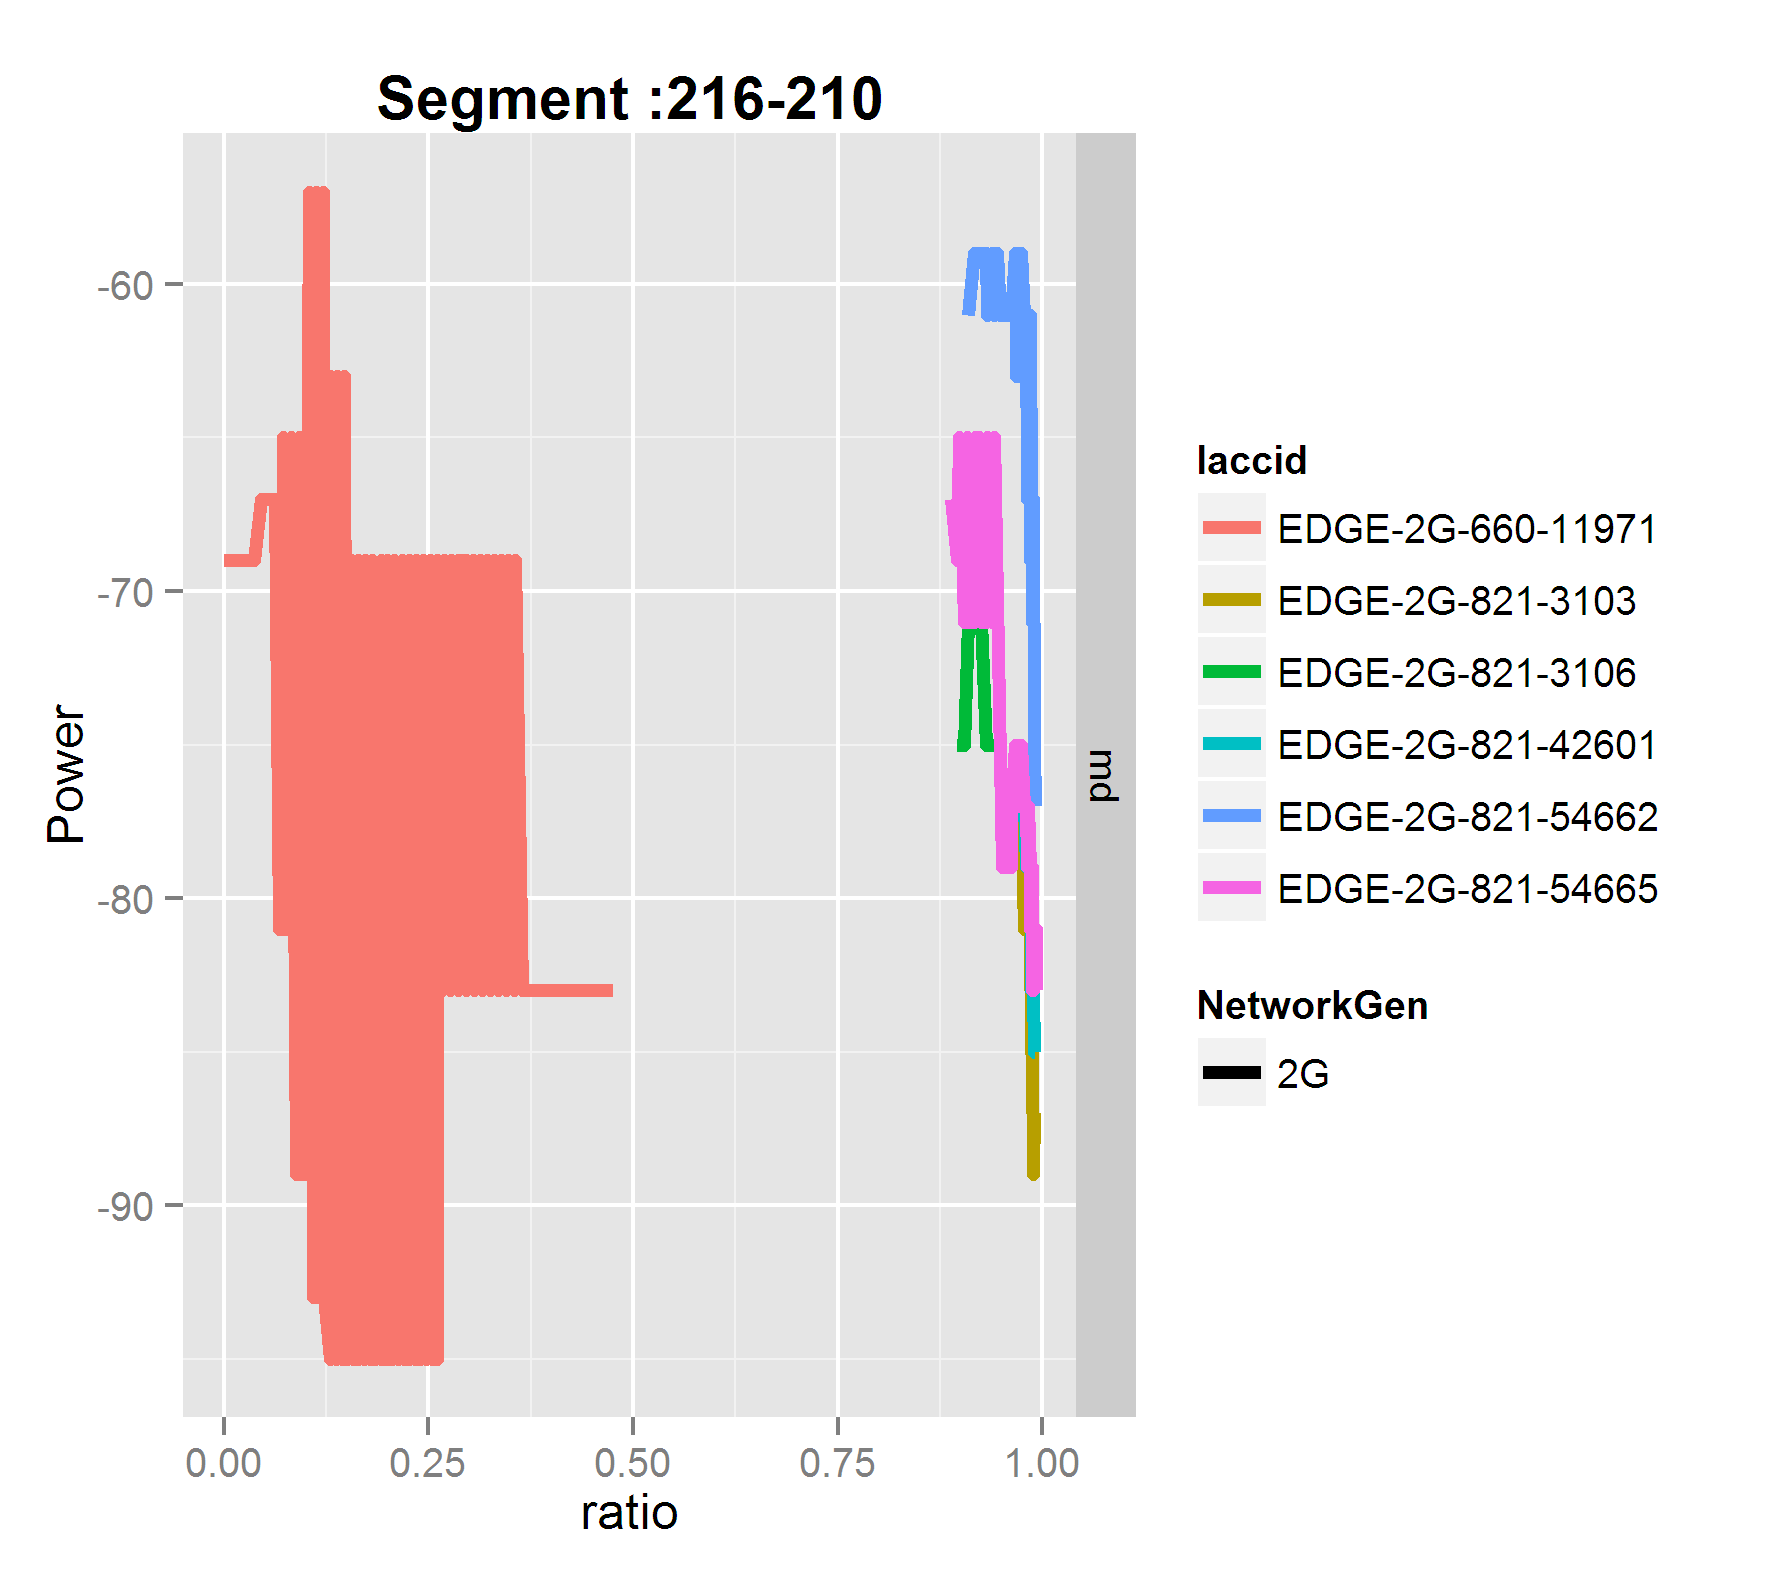 Segment :216-210
Power
-60
-70
-80
-90
0.00
0.25
0.50
0.75
1.00
ratio
md
laccid
EDGE-2G-660-11971
EDGE-2G-821-3103
EDGE-2G-821-3106
EDGE-2G-821-42601
EDGE-2G-821-54662
EDGE-2G-821-54665
NetworkGen
2G